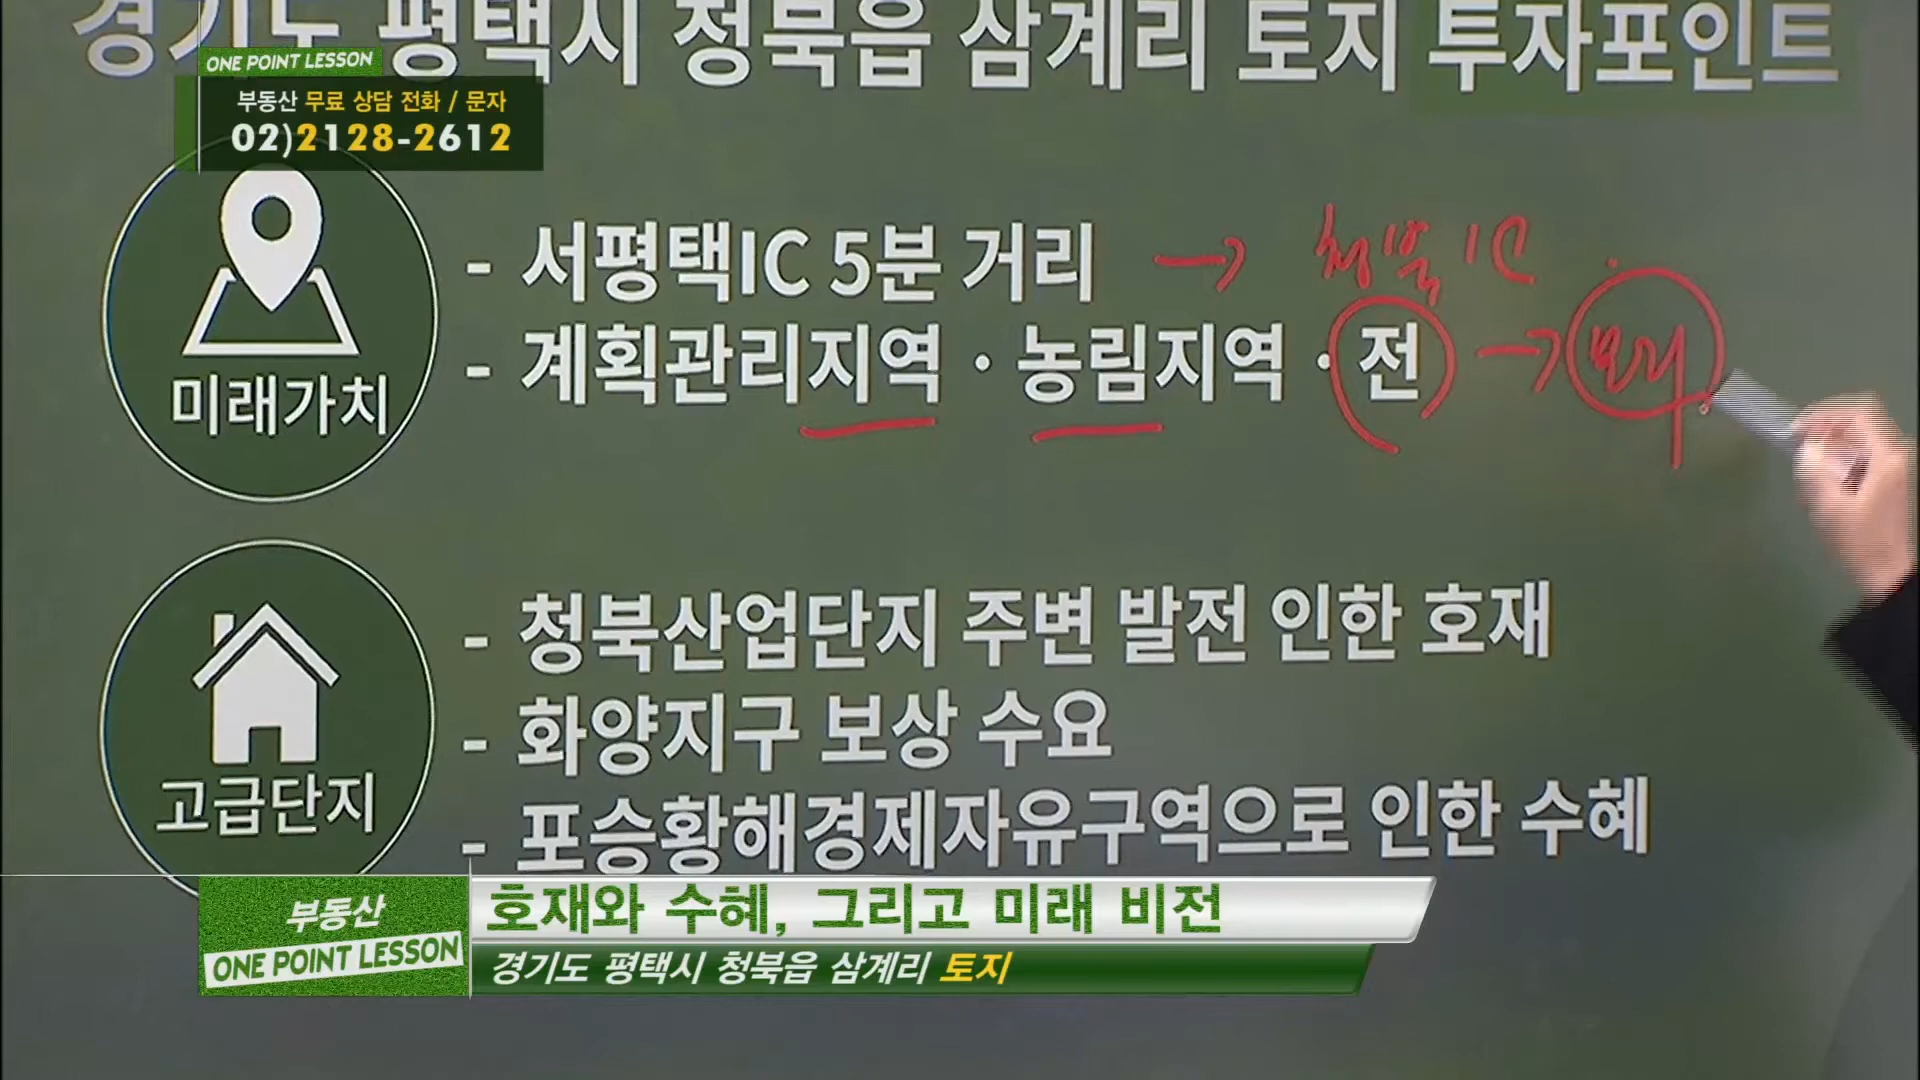 경기도 평택시 청북읍 삼계리 토지 투자포인트
ONE POINT LESSON
부동산 무료 상담 전화 / 문자
02)2128-2612
미래가치
- 서평택IC 5분 거리 → 청북IC
- 계획관리지역 · 농림지역 · 전 →
고급단지
- 청북산업단지 주변 발전 인한 호재
- 화양지구 보상 수요
- 포승황해경제자유구역으로 인한 수혜
부동산
ONE POINT LESSON
호재와 수혜, 그리고 미래 비전
경기도 평택시 청북읍 삼계리 토지